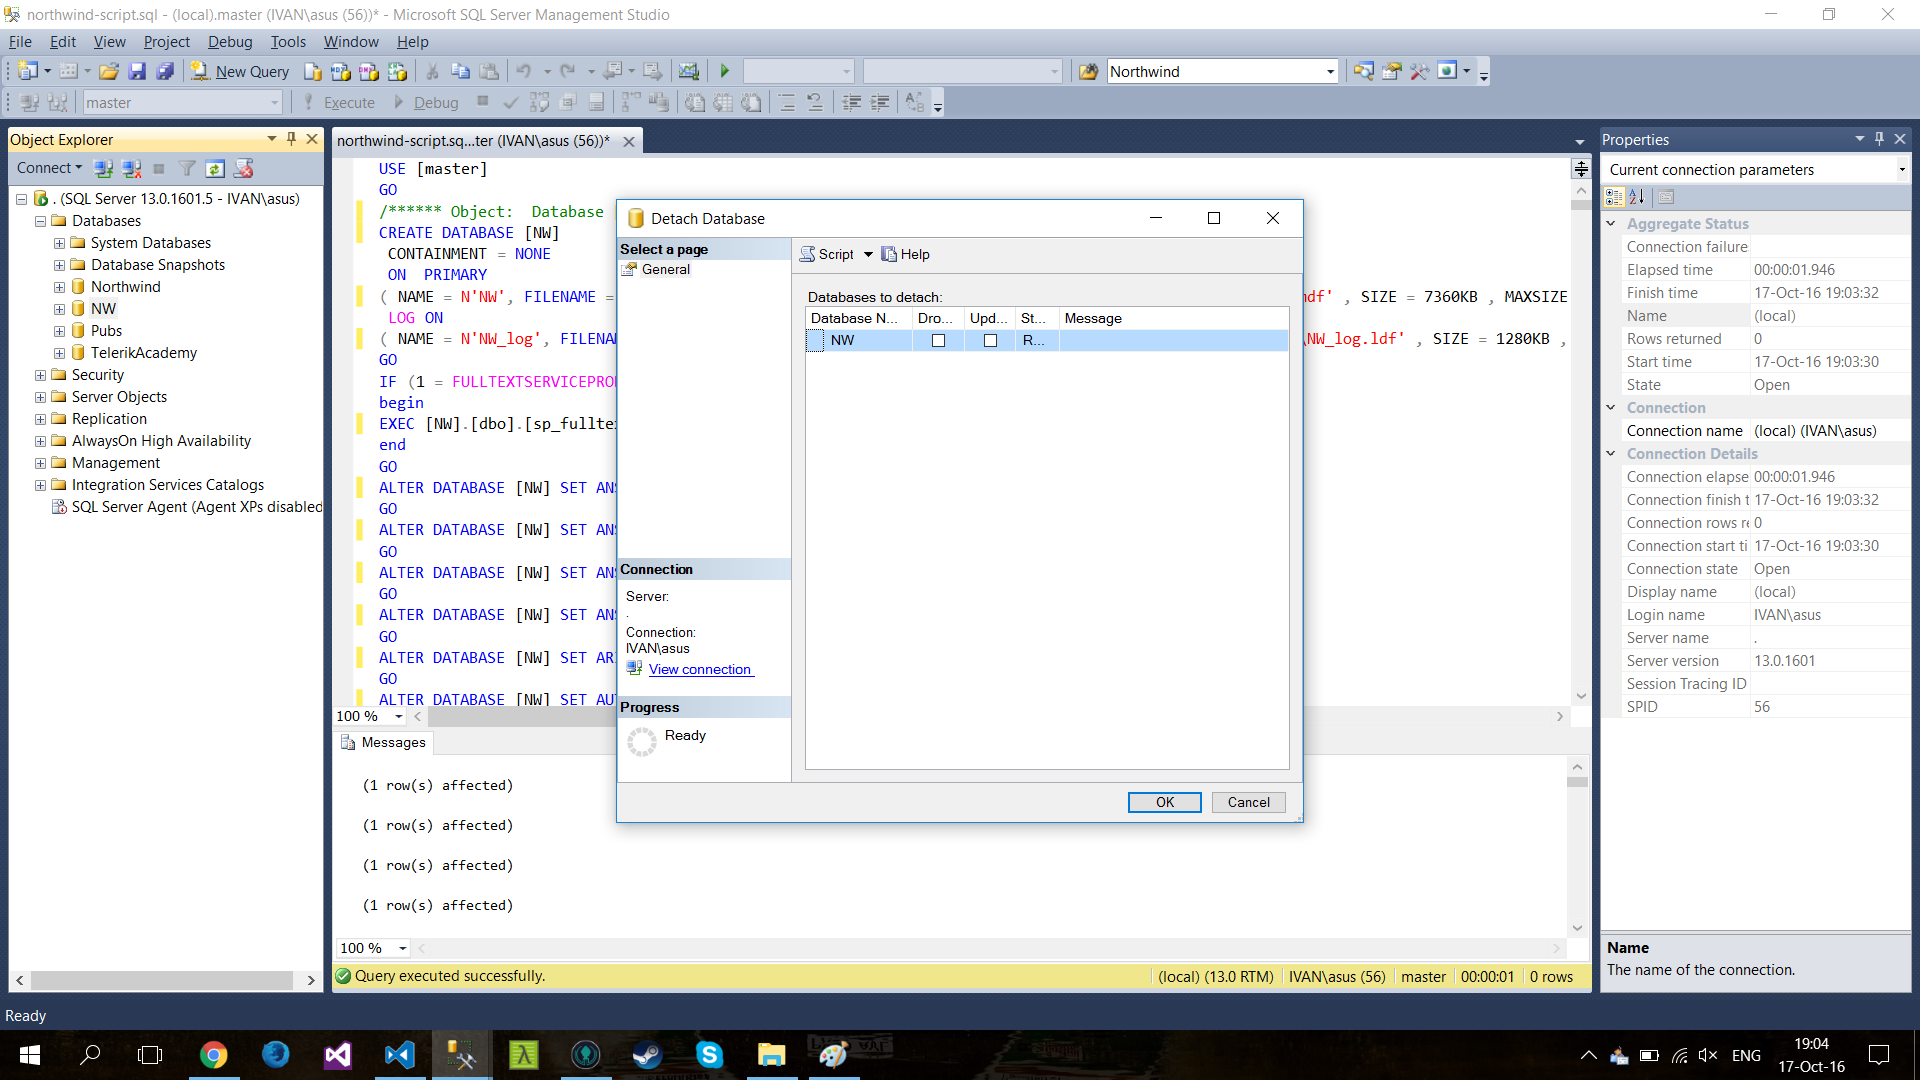 northwind-script.sql - (local).master (IVAN\asus (56))* - Microsoft SQL Server Management Studio
File Edit View Project Debug Tools Window Help
New Query Northwind
master Execute Debug
Object Explorer
Connect
. (SQL Server 13.0.1601.5 - IVAN\asus)
Databases
System Databases
Database Snapshots
Northwind
NW
Pubs
TelerikAcademy
Security
Server Objects
Replication
AlwaysOn High Availability
Management
Integration Services Catalogs
SQL Server Agent (Agent XPs disabled
northwind-script.sq...ter (IVAN\asus (56))*
USE [master]
GO
/****** Object:  Database
CREATE DATABASE [NW]
CONTAINMENT = NONE
ON  PRIMARY
( NAME = N'NW', FILENAME = df' , SIZE = 7360KB , MAXSIZE
LOG ON
( NAME = N'NW_log', FILENAM \NW_log.ldf' , SIZE = 1280KB ,
GO
IF (1 = FULLTEXTSERVICEPRO
begin
EXEC [NW].[dbo].[sp_fullte
end
GO
ALTER DATABASE [NW] SET ANS
GO
ALTER DATABASE [NW] SET ANS
GO
ALTER DATABASE [NW] SET ANS
GO
ALTER DATABASE [NW] SET ANS
GO
ALTER DATABASE [NW] SET AR
GO
ALTER DATABASE [NW] SET AU
100 %
Messages
(1 row(s) affected)
(1 row(s) affected)
(1 row(s) affected)
(1 row(s) affected)
100 %
Query executed successfully. (local) (13.0 RTM) IVAN\asus (56) master 00:00:01 0 rows
Detach Database
Select a page
General
Script Help
Databases to detach:
Database N... Dro... Upd... St... Message
NW R...
Connection
Server:
.
Connection:
IVAN\asus
View connection
Progress
Ready
OK Cancel
Properties
Current connection parameters
Aggregate Status
Connection failure
Elapsed time 00:00:01.946
Finish time 17-Oct-16 19:03:32
Name (local)
Rows returned 0
Start time 17-Oct-16 19:03:30
State Open
Connection
Connection name (local) (IVAN\asus)
Connection Details
Connection elapse 00:00:01.946
Connection finish t 17-Oct-16 19:03:32
Connection rows re 0
Connection start ti 17-Oct-16 19:03:30
Connection state Open
Display name (local)
Login name IVAN\asus
Server name .
Server version 13.0.1601
Session Tracing ID
SPID 56
Name
The name of the connection.
Ready
ENG
19:04
17-Oct-16